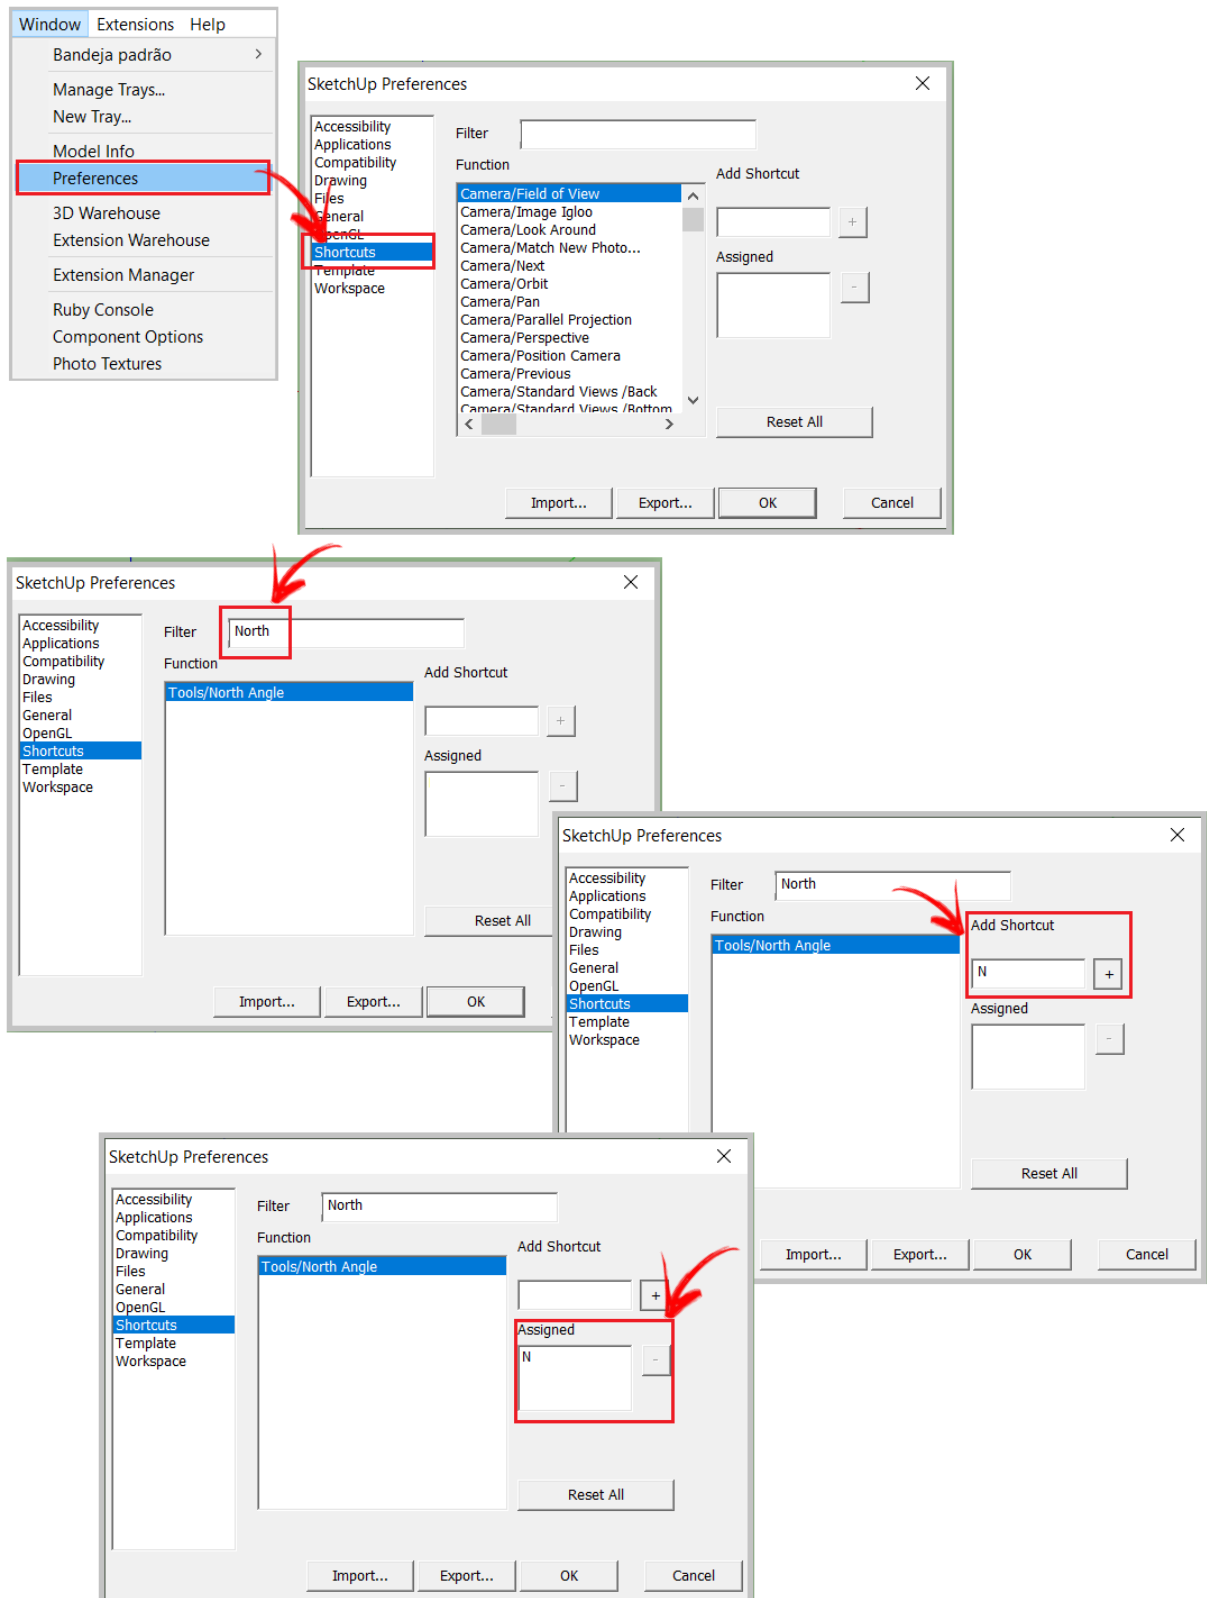 Window Extensions Help
Bandeja padrão >
Manage Trays...
New Tray...
Model Info
Preferences
3D Warehouse
Extension Warehouse
Extension Manager
Ruby Console
Component Options
Photo Textures
SketchUp Preferences
Accessibility
Applications
Compatibility
Drawing
Files
General
OpenGL
Shortcuts
Template
Workspace
Filter
Function
Camera/Field of View
Camera/Image Igloo
Camera/Look Around
Camera/Match New Photo...
Camera/Next
Camera/Orbit
Camera/Pan
Camera/Parallel Projection
Camera/Perspective
Camera/Position Camera
Camera/Previous
Camera/Standard Views /Back
Camera/Standard Views /Bottom
Add Shortcut
+
Assigned
-
Reset All
Import... Export... OK Cancel
SketchUp Preferences
Accessibility
Applications
Compatibility
Drawing
Files
General
OpenGL
Shortcuts
Template
Workspace
Filter North
Function
Tools/North Angle
Add Shortcut
+
Assigned
-
Reset All
Import... Export... OK
SketchUp Preferences
Accessibility
Applications
Compatibility
Drawing
Files
General
OpenGL
Shortcuts
Template
Workspace
Filter North
Function
Tools/North Angle
Add Shortcut
N +
Assigned
-
Reset All
Import... Export... OK Cancel
SketchUp Preferences
Accessibility
Applications
Compatibility
Drawing
Files
General
OpenGL
Shortcuts
Template
Workspace
Filter North
Function
Tools/North Angle
Add Shortcut
+
Assigned
N -
Reset All
Import... Export... OK Cancel